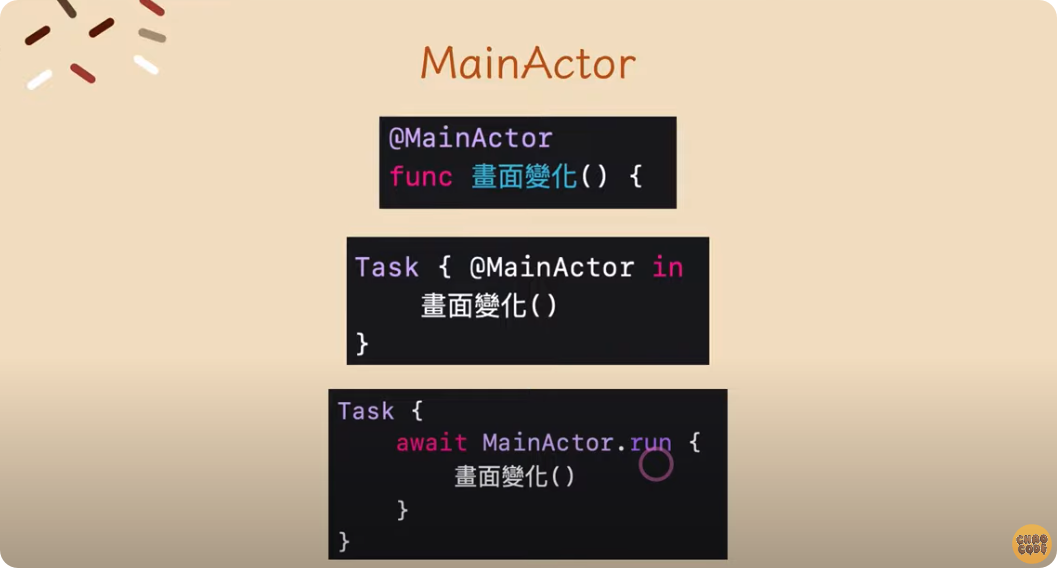 MainActor
@MainActor
func 畫面變化() {
Task { @MainActor in
畫面變化()
}
Task {
await MainActor.run {
畫面變化()
}
}
CHAO
CODE